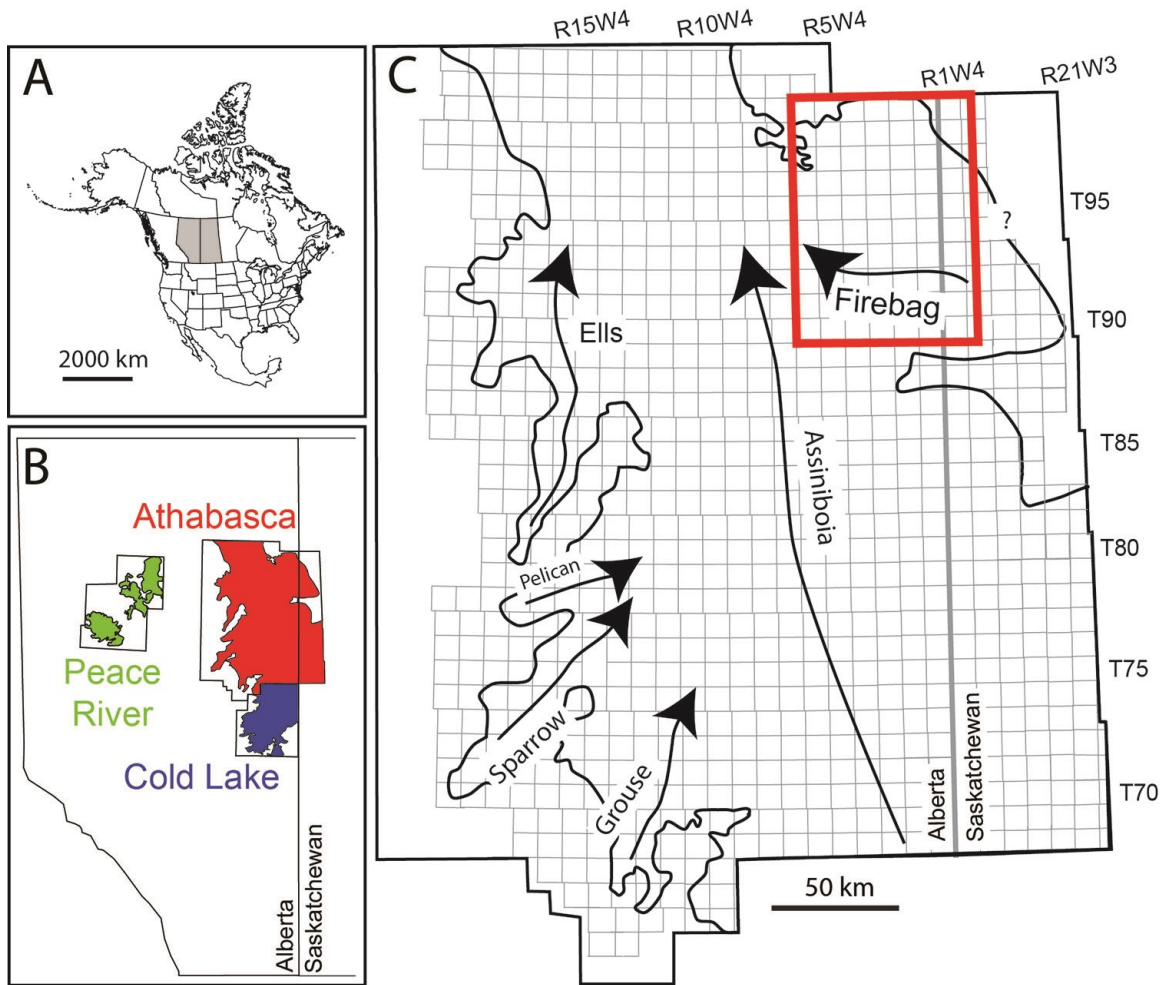 A
2000 km
B
Athabasca
Peace
River
Cold Lake
Alberta
Saskatchewan
C
R15W4
R10W4
R5W4
R1W4
R21W3
T95
?
Firebag
T90
Ells
Assiniboia
T85
T80
Pelican
T75
Sparrow
Grouse
T70
Alberta
Saskatchewan
50 km